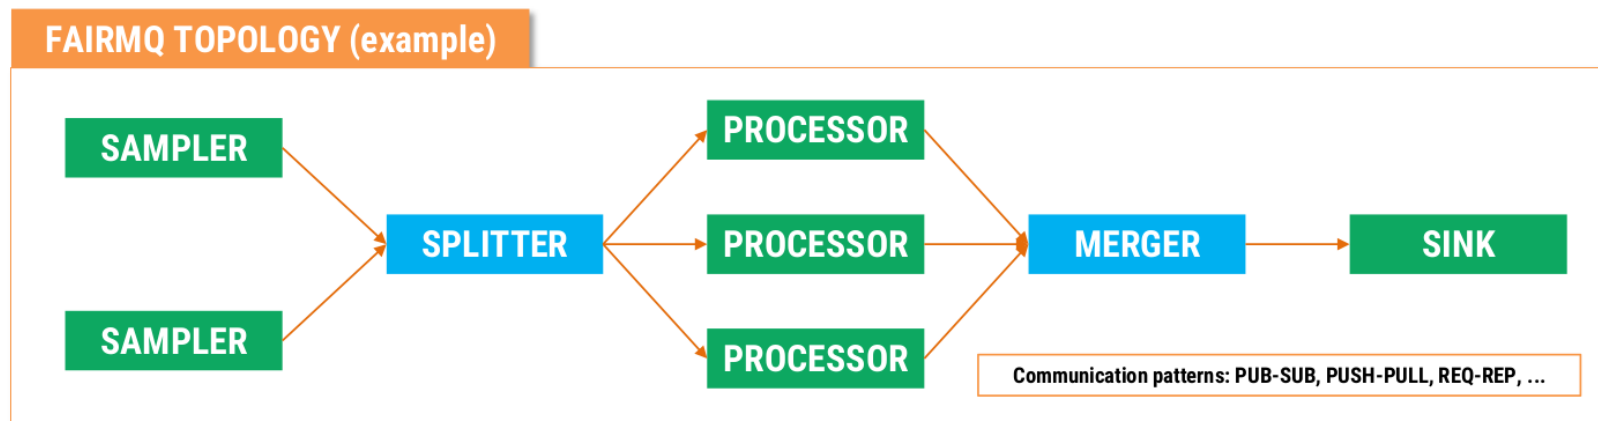 FAIRMQ TOPOLOGY (example)
SAMPLER
SAMPLER
SPLITTER
PROCESSOR
PROCESSOR
PROCESSOR
MERGER
SINK
Communication patterns: PUB-SUB, PUSH-PULL, REQ-REP, ...